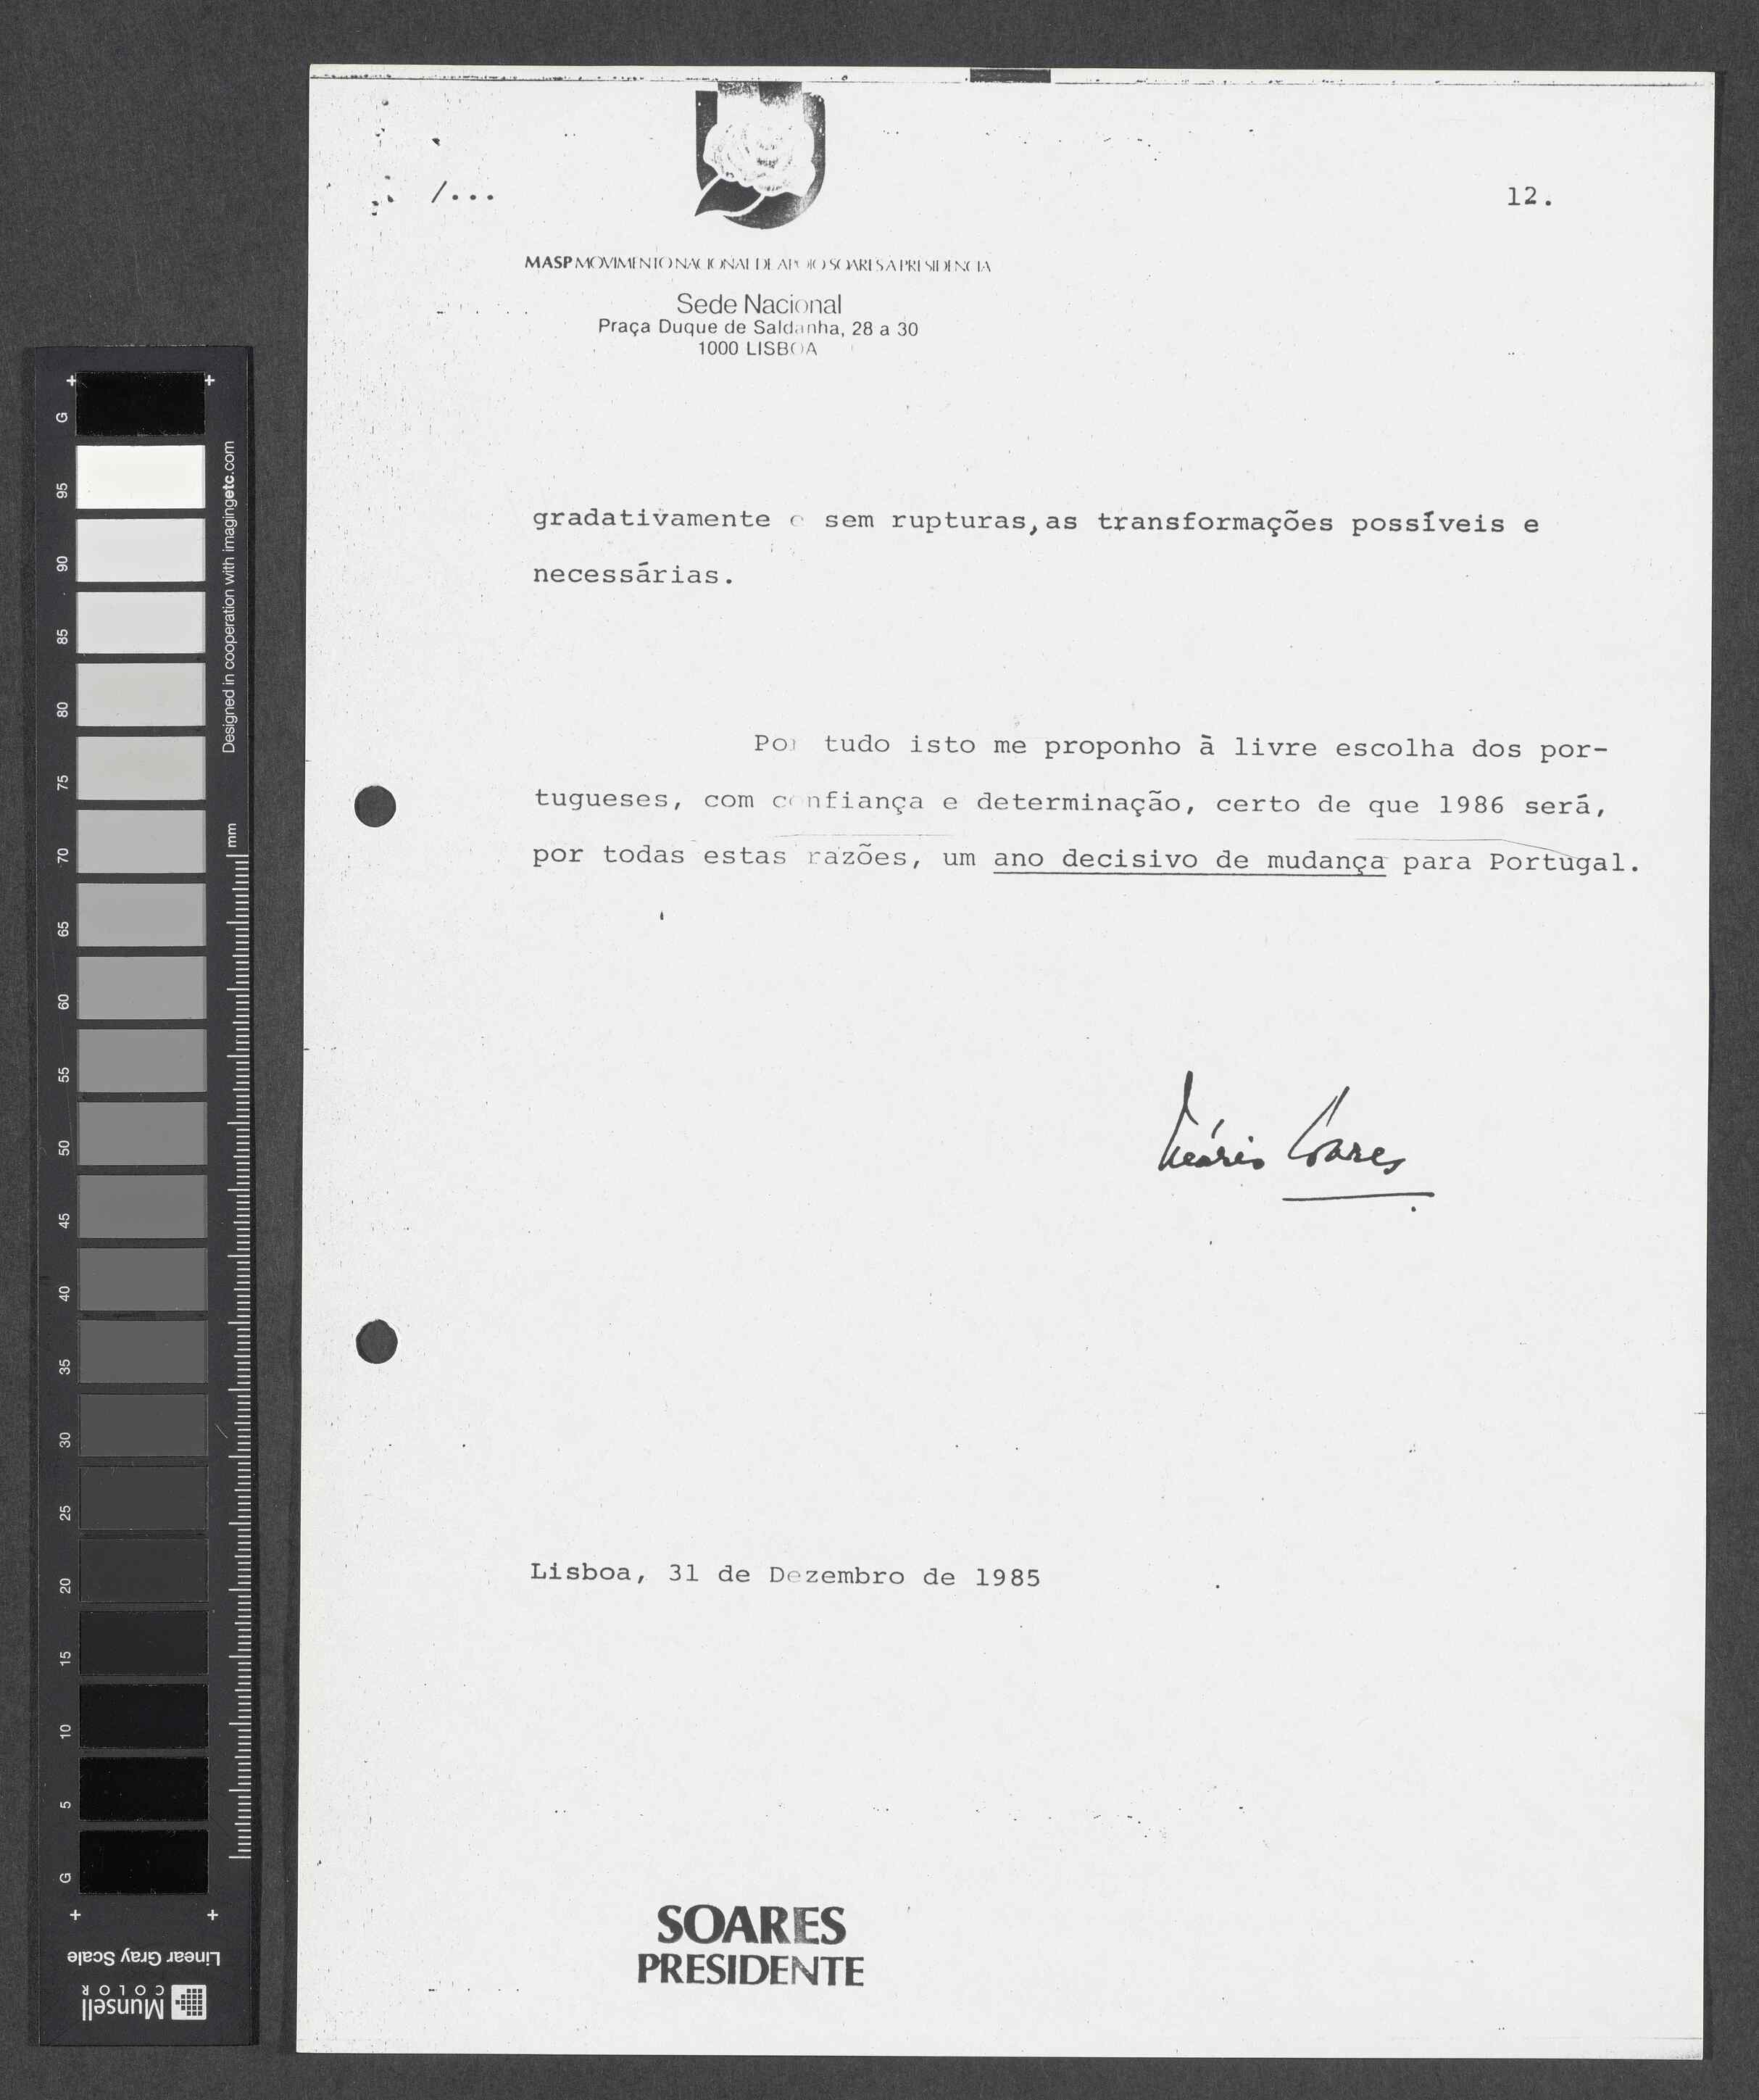 /...
12.
MASP MOVIMENTO NACIONAL DE APOIO SOARES À PRESIDÊNCIA
Sede Nacional
Praça Duque de Saldanha, 28 a 30
1000 LISBOA
gradativamente e sem rupturas, as transformações possíveis e
necessárias.
Por tudo isto me proponho à livre escolha dos por-
tugueses, com confiança e determinação, certo de que 1986 será,
por todas estas razões, um ano decisivo de mudança para Portugal.
Mário Soares
Lisboa, 31 de Dezembro de 1985
SOARES
PRESIDENTE
G
95
90
85
80
75
70
65
60
55
50
45
40
35
30
25
20
15
10
5
G
Designed in cooperation with imagingetc.com
mm
Linear Gray Scale
Munsell
COLOR